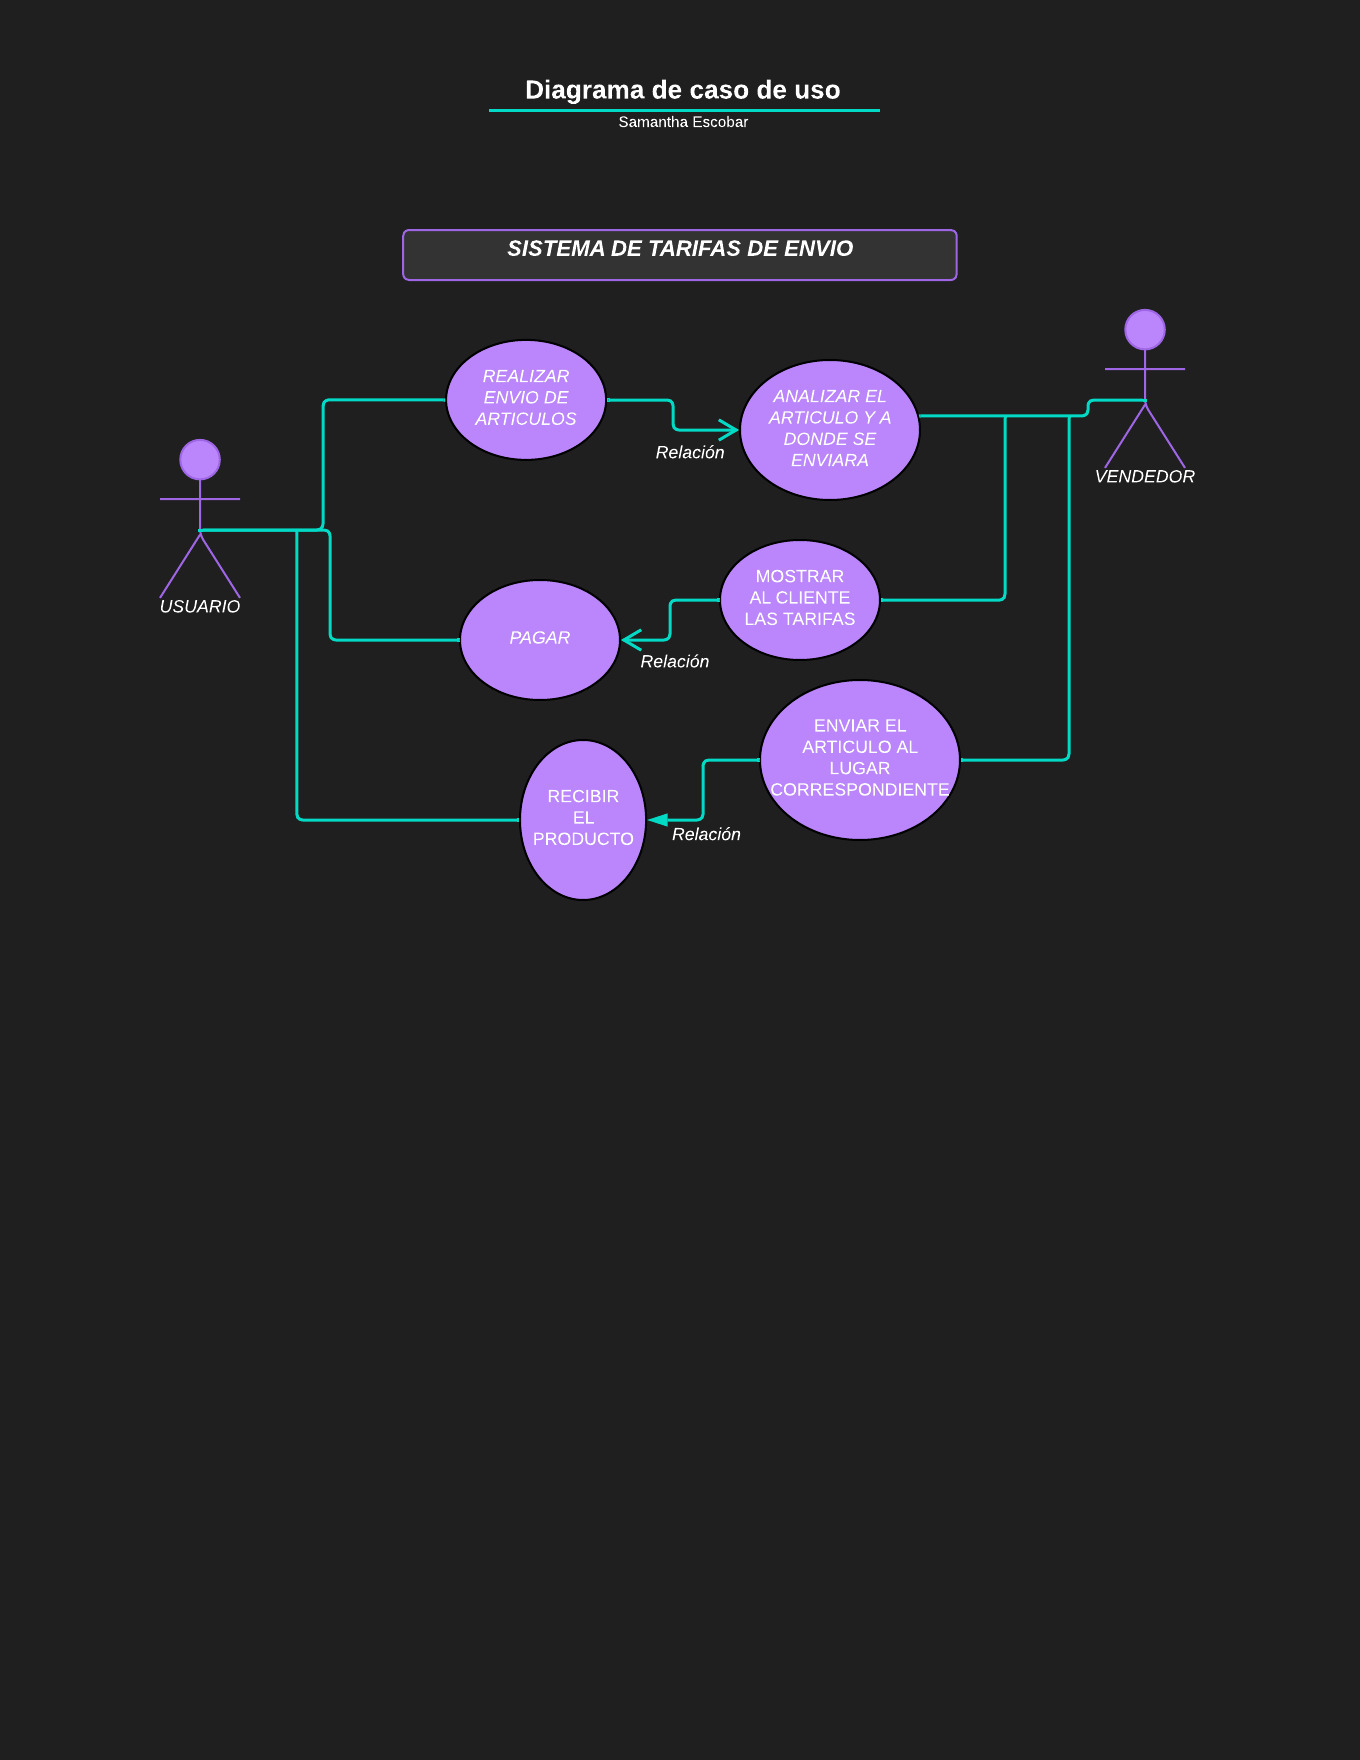 Diagrama de caso de uso
Samantha Escobar
SISTEMA DE TARIFAS DE ENVIO
REALIZAR
ENVIO DE
ARTICULOS
Relación
ANALIZAR EL
ARTICULO Y A
DONDE SE
ENVIARA
VENDEDOR
USUARIO
PAGAR
Relación
MOSTRAR
AL CLIENTE
LAS TARIFAS
RECIBIR
EL
PRODUCTO
Relación
ENVIAR EL
ARTICULO AL
LUGAR
CORRESPONDIENTE